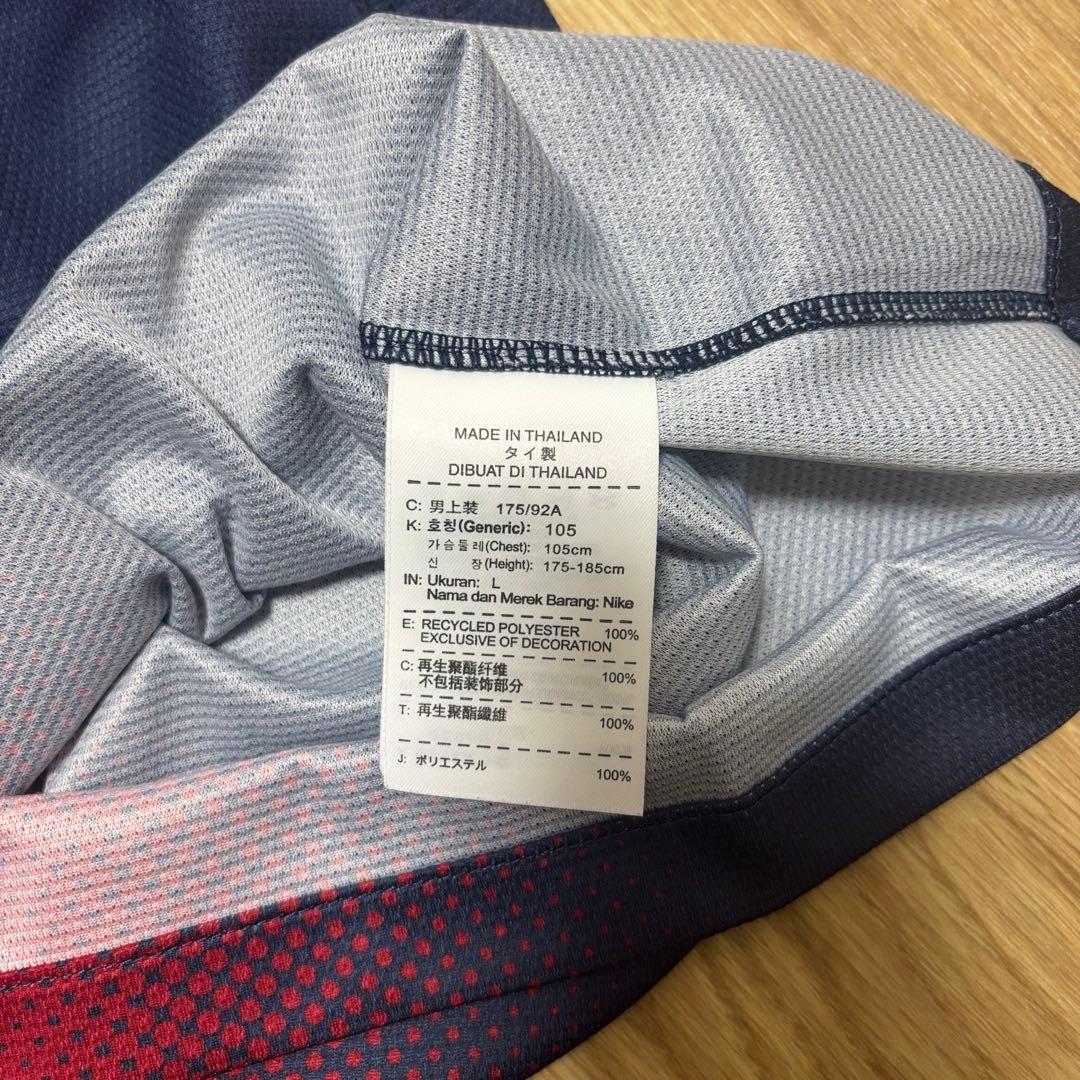 MADE IN THAILAND
タイ製
DIBUAT DI THAILAND
C: 男上装 175/92A
K: 호칭(Generic): 105
가슴둘레(Chest): 105cm
신 장(Height): 175-185cm
IN: Ukuran: L
Nama dan Merek Barang: Nike
E: RECYCLED POLYESTER 100%
EXCLUSIVE OF DECORATION
C: 再生聚酯纤维 100%
不包括装饰部分
T: 再生聚酯纖維 100%
J: ポリエステル 100%